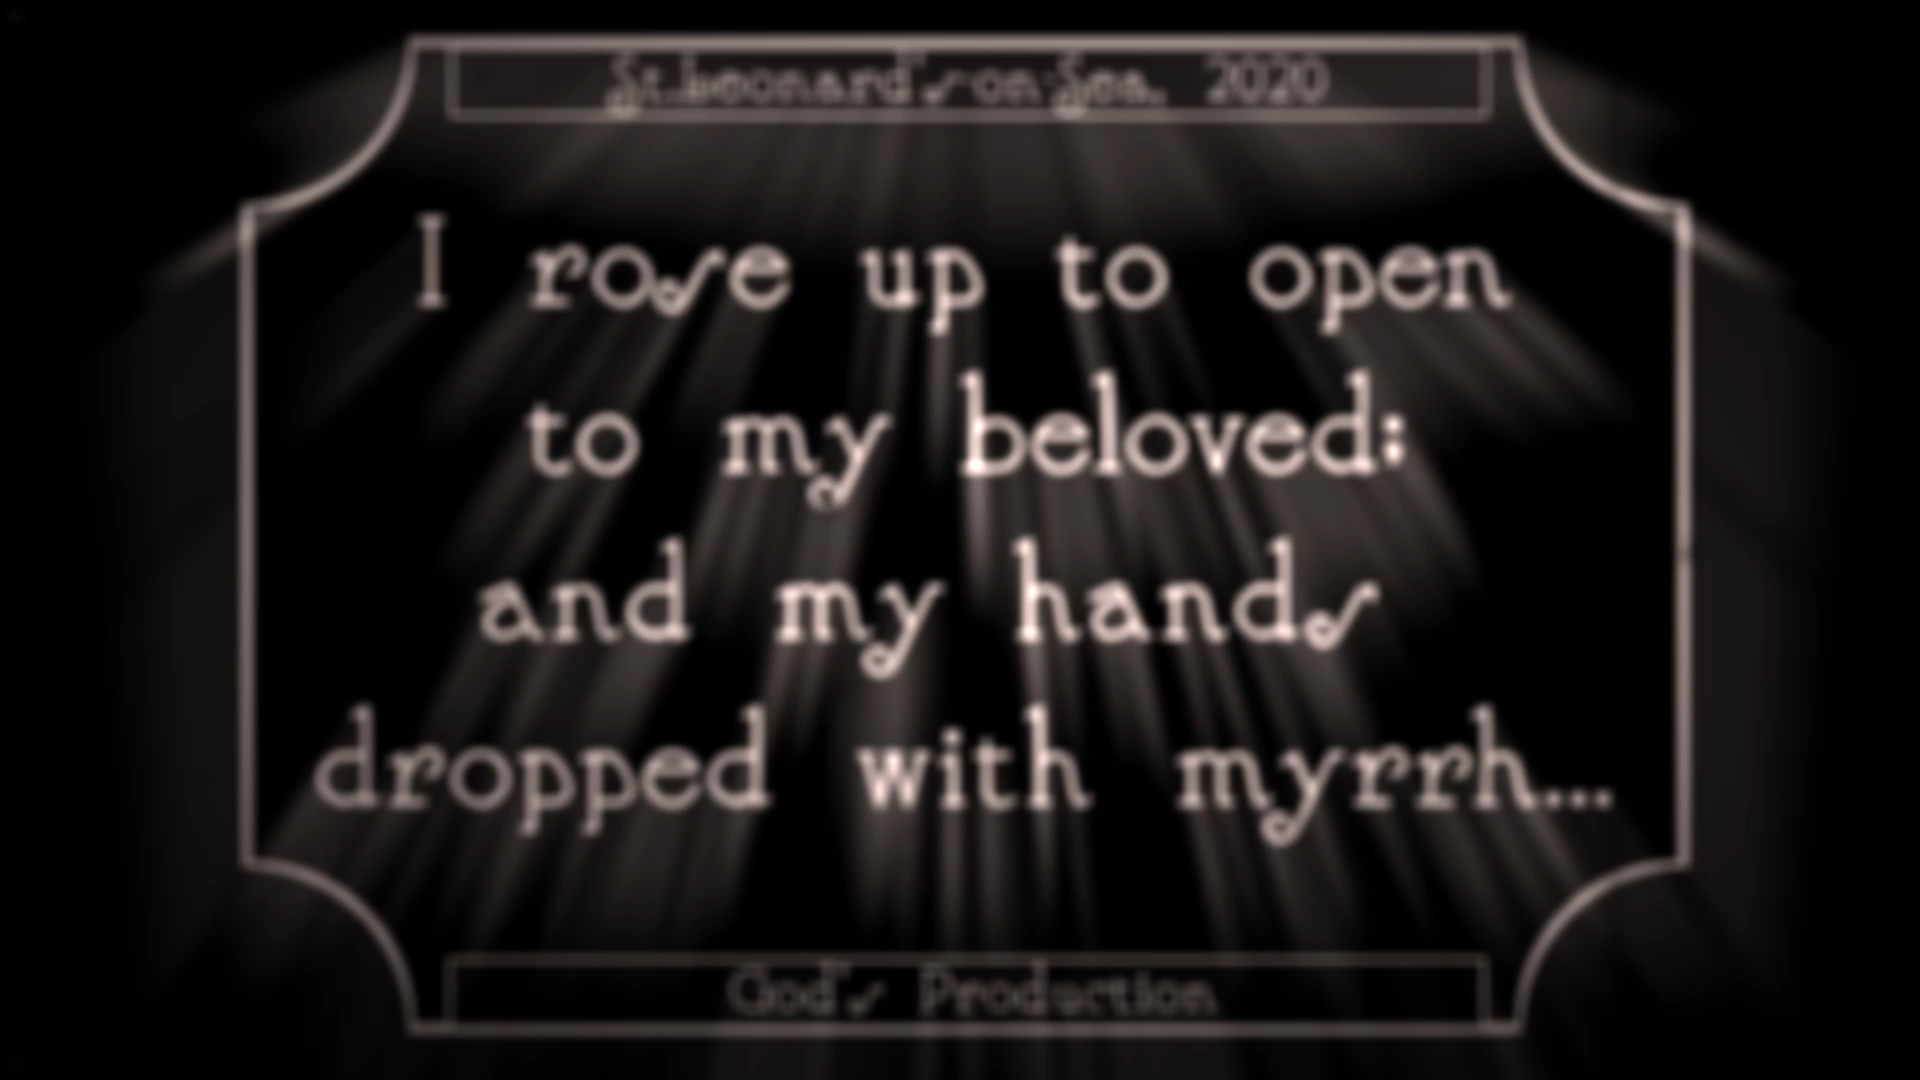 St.Leonard's-on-Sea, 2020
I rose up to open
to my beloved;
and my hands
dropped with myrrh...
God's Production